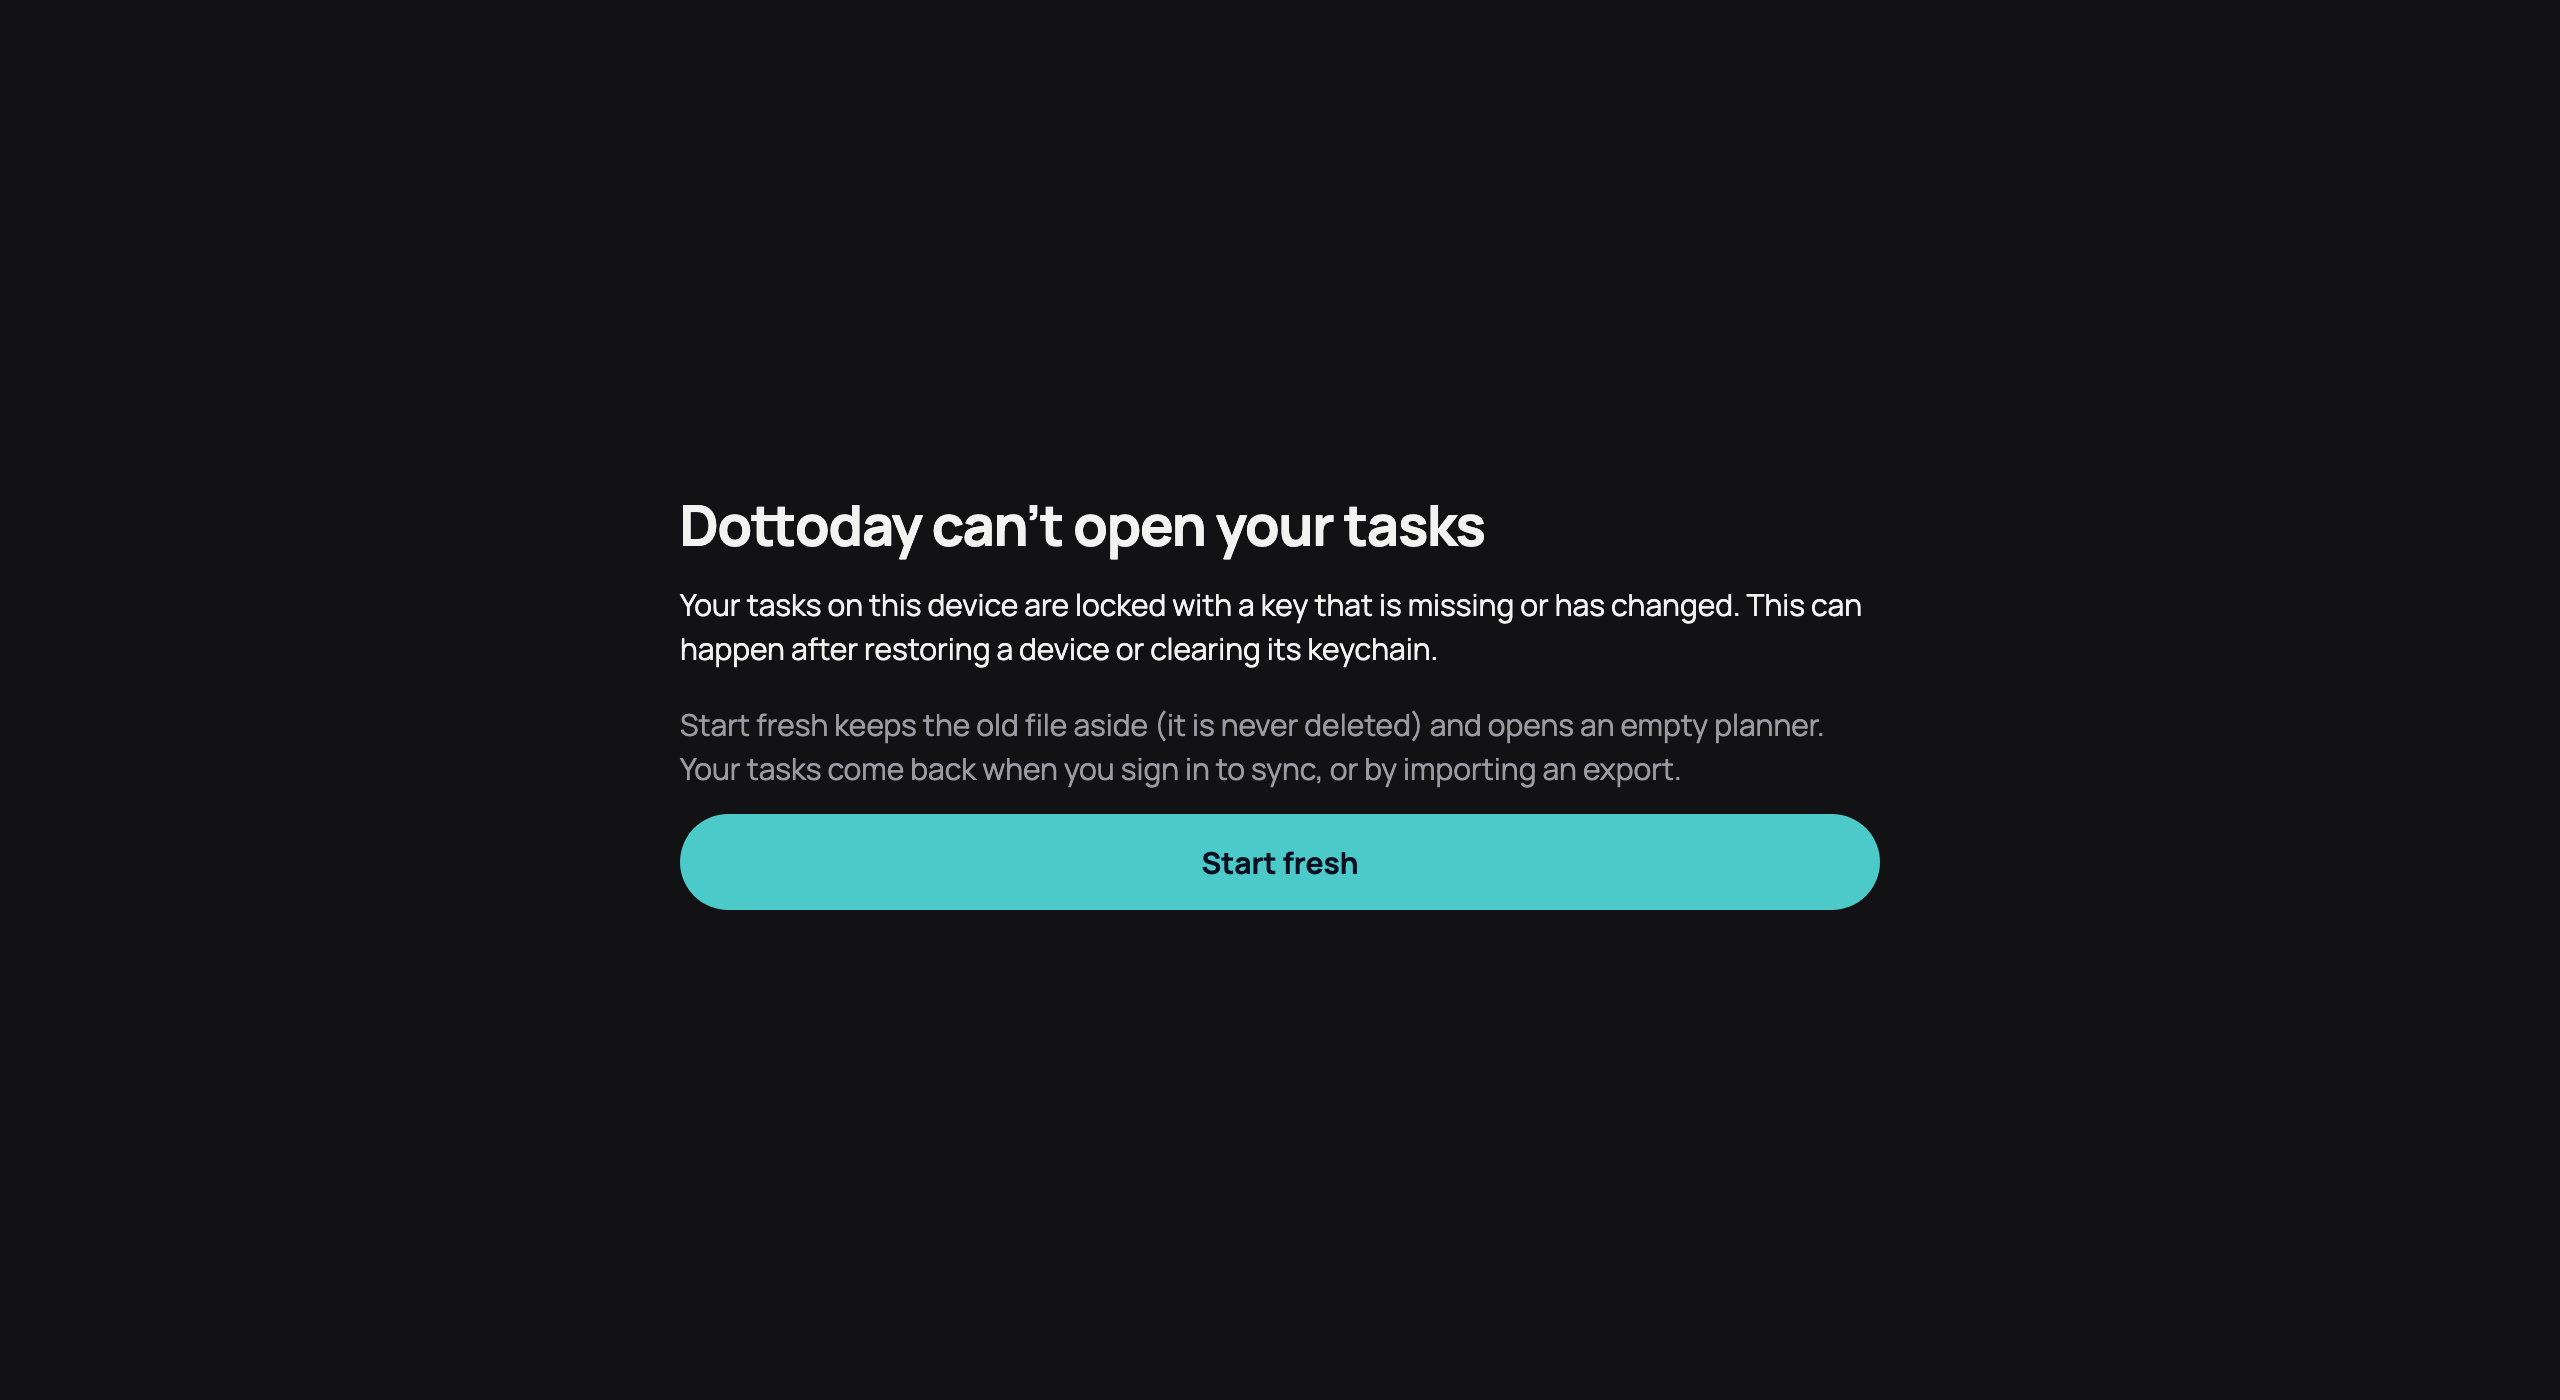 Dottoday can’t open your tasks
Your tasks on this device are locked with a key that is missing or has changed. This can
happen after restoring a device or clearing its keychain.
Start fresh keeps the old file aside (it is never deleted) and opens an empty planner.
Your tasks come back when you sign in to sync, or by importing an export.
Start fresh